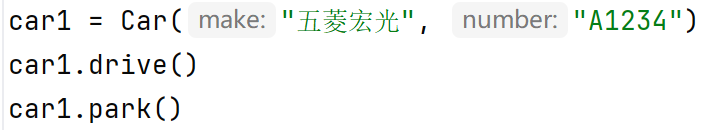 car1 = Car(make: "五菱宏光", number: "A1234")
car1.drive()
car1.park()